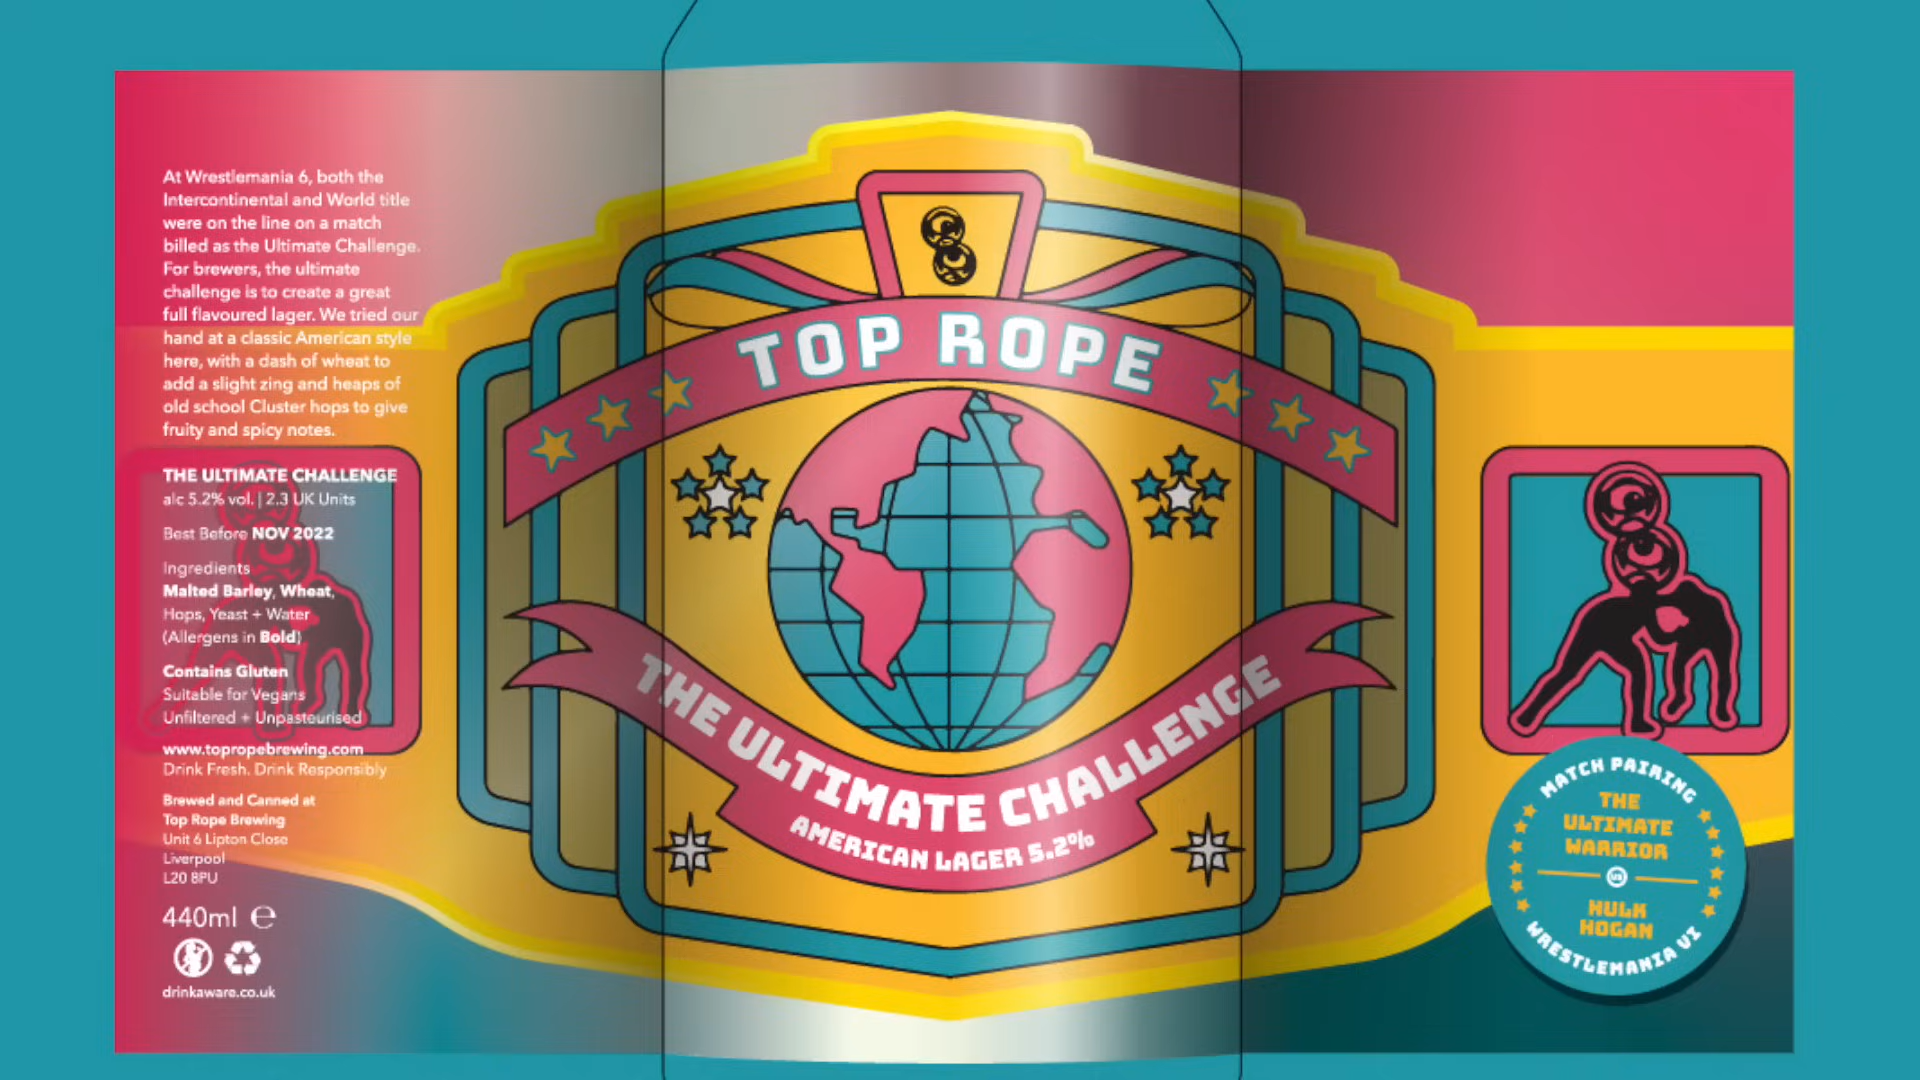 At Wrestlemania 6, both the
Intercontinental and World title
were on the line on a match
billed as the Ultimate Challenge.
For brewers, the ultimate
challenge is to create a great
full flavoured lager. We tried our
hand at a classic American style
here, with a dash of wheat to
add a slight zing and heaps of
old school Cluster hops to give
fruity and spicy notes.
THE ULTIMATE CHALLENGE
alc 5.2% vol. | 2.3 UK Units
Best Before NOV 2022
Ingredients
Malted Barley, Wheat,
Hops, Yeast + Water
(Allergens in Bold)
Contains Gluten
Suitable for Vegans
Unfiltered + Unpasteurised
www.topropebrewing.com
Drink Fresh. Drink Responsibly
Brewed and Canned at
Top Rope Brewing
Unit 6 Lipton Close
Liverpool
L20 8PU
440ml ℮
drinkaware.co.uk
TOP ROPE
THE ULTIMATE CHALLENGE
AMERICAN LAGER 5.2%
MATCH PAIRING
THE
ULTIMATE
WARRIOR
VS
HULK
HOGAN
WRESTLEMANIA VI